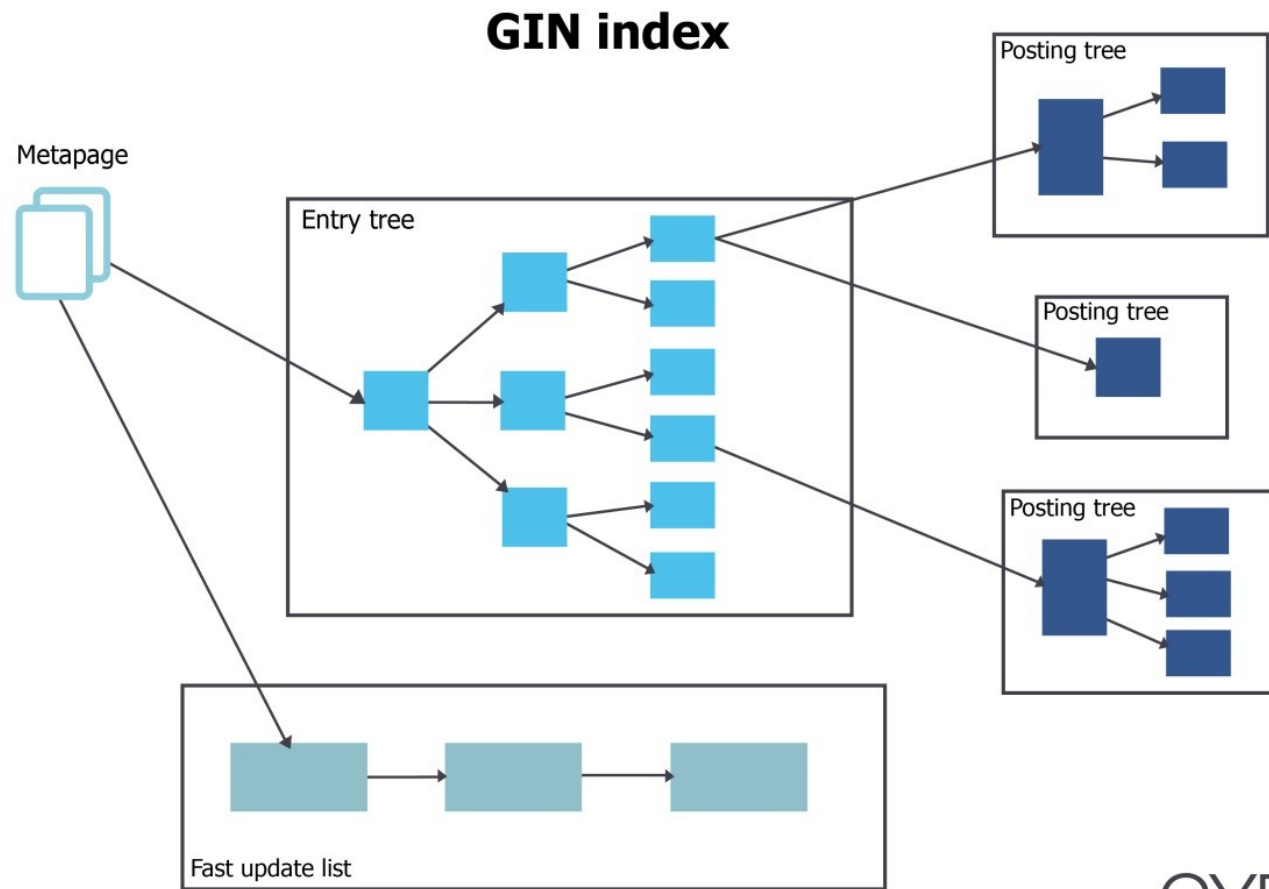 GIN index
Posting tree
Metapage
Entry tree
Posting tree
Posting tree
Fast update list